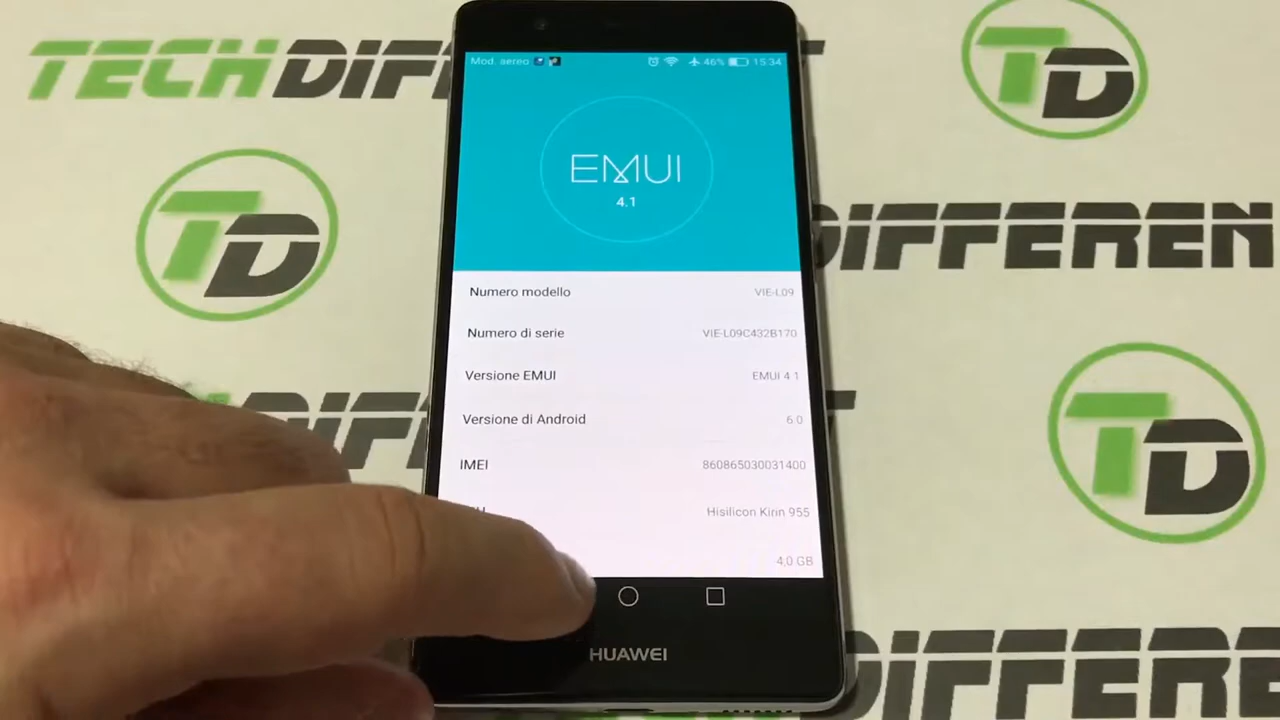 TECHDIFF
TD
Mod. aereo 46% 15:34
EMUI
4.1
TD
DIFFEREN
Numero modello VIE-L09
Numero di serie VIE-L09C432B170
Versione EMUI EMUI 4.1
Versione di Android 6.0
IMEI 860865030031400
Hisilicon Kirin 955
4,0 GB
TD
HUAWEI
DIFFEREN